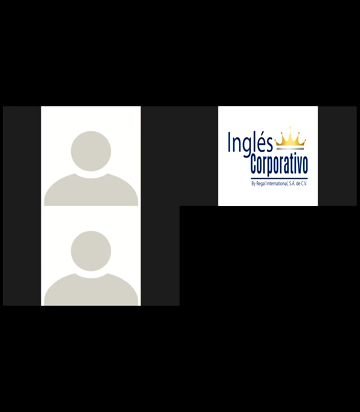 Inglés
Corporativo
By Regal International, S.A. de C.V.